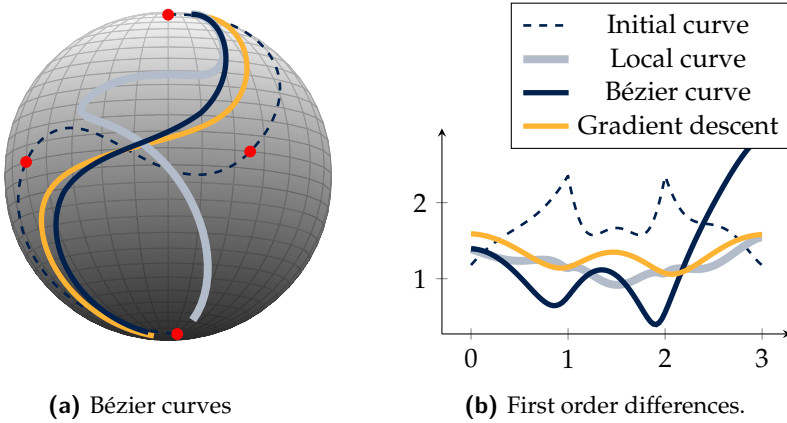 Initial curve
Local curve
Bézier curve
Gradient descent
2
1
0 1 2 3
(a) Bézier curves
(b) First order differences.